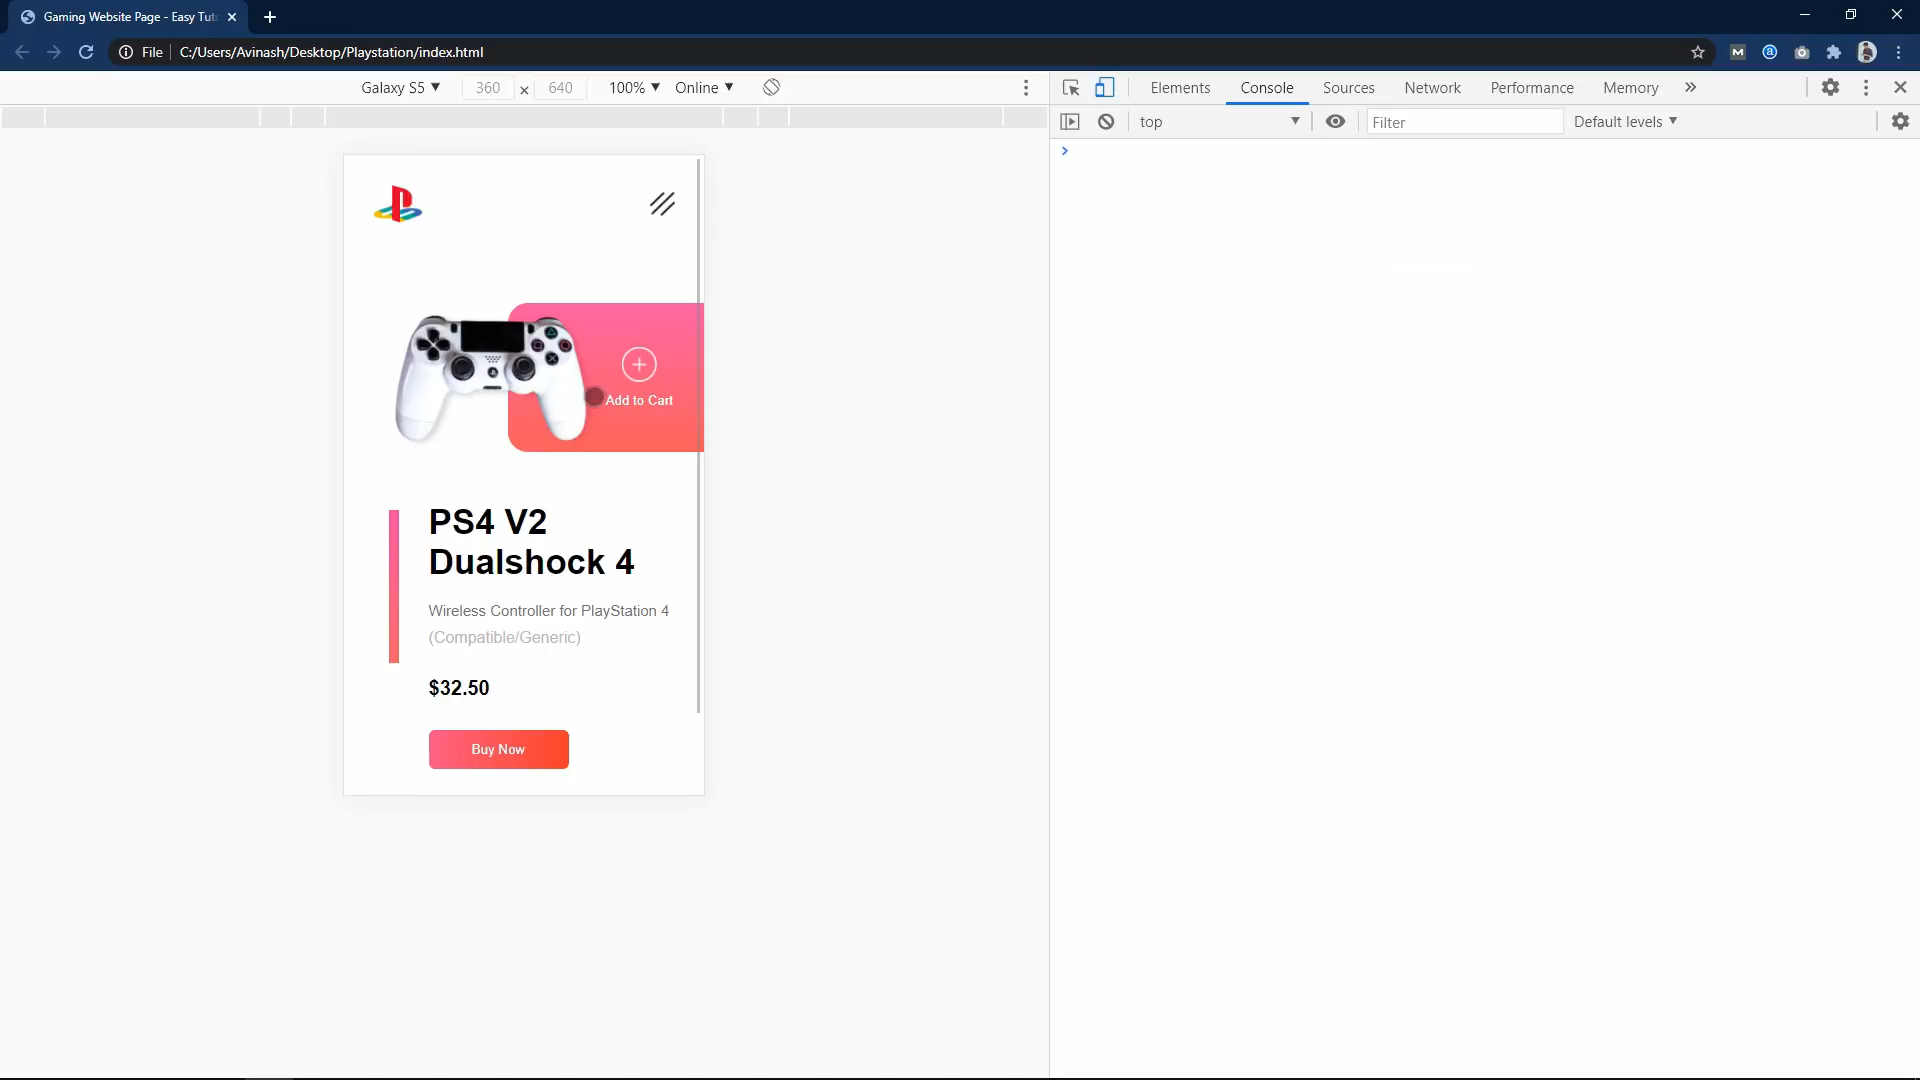 Gaming Website Page - Easy Tut
File
C:/Users/Avinash/Desktop/Playstation/index.html
Galaxy S5 ▼ 360 × 640 100% ▼ Online ▼
Elements Console Sources Network Performance Memory »
top ▼ Filter Default levels ▼
Add to Cart
PS4 V2
Dualshock 4
Wireless Controller for PlayStation 4
(Compatible/Generic)
$32.50
Buy Now